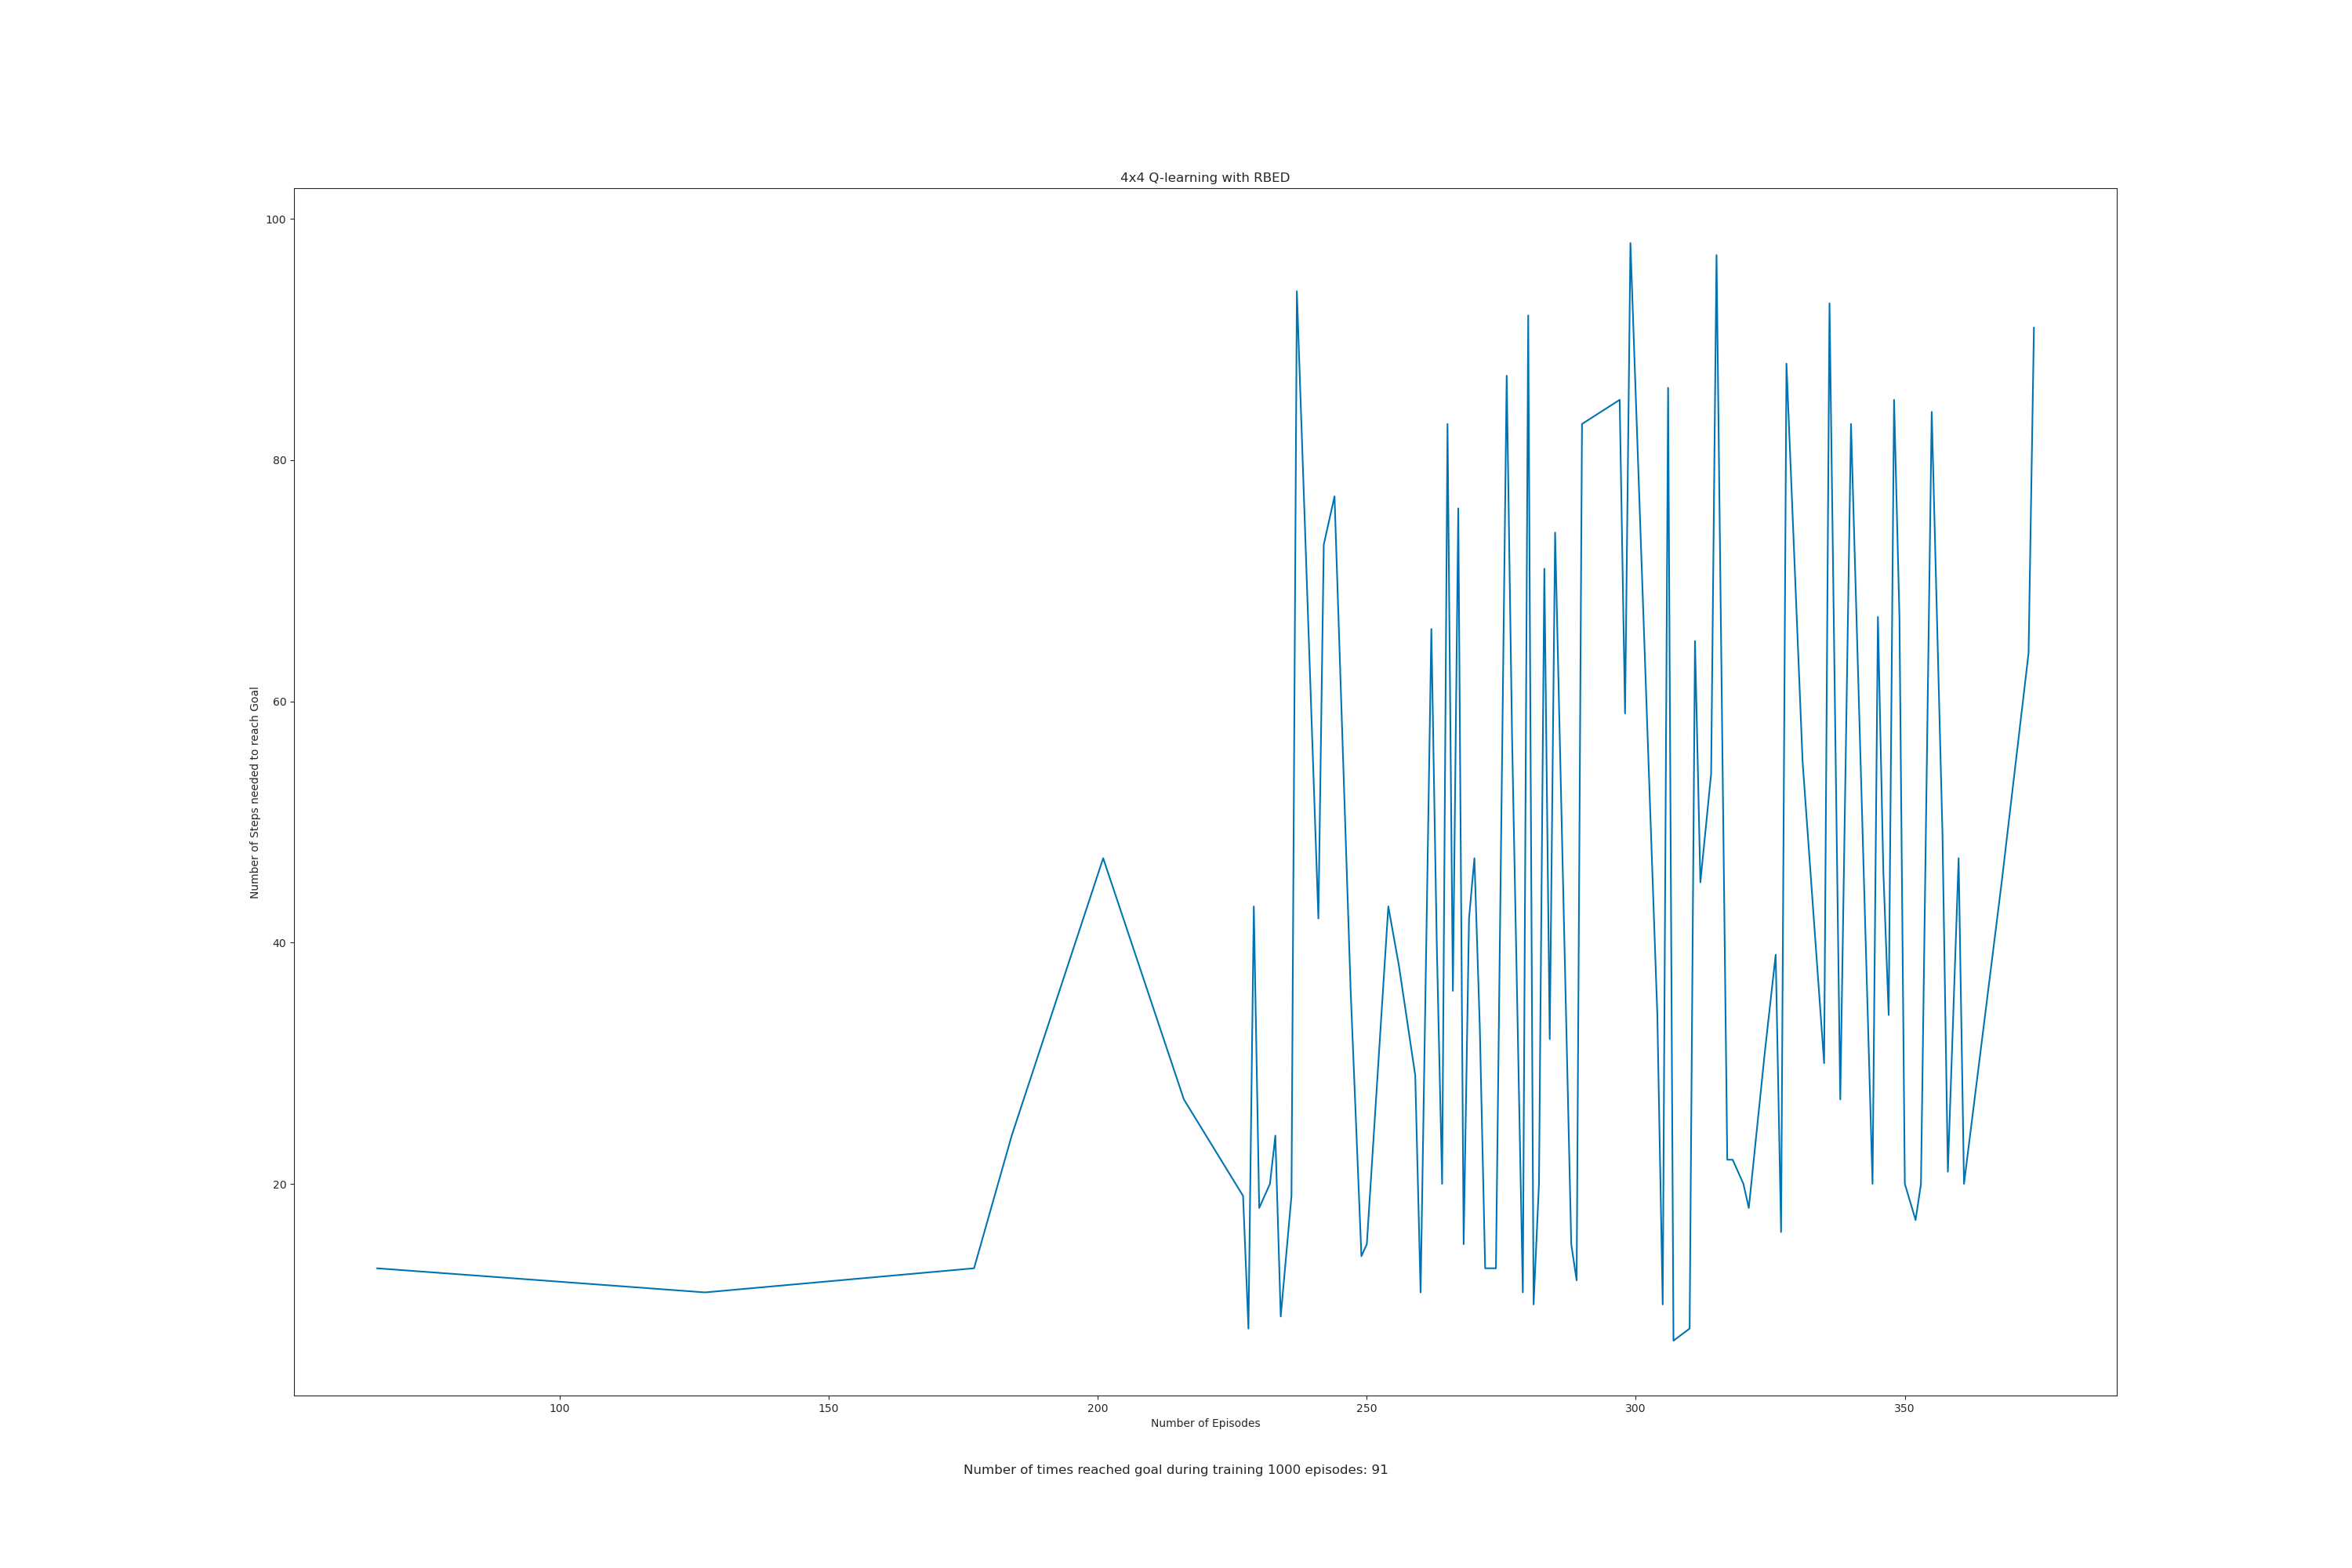 4x4 Q-learning with RBED
100
80
60
40
20
Number of Steps needed to reach Goal
100 150 200 250 300 350
Number of Episodes
Number of times reached goal during training 1000 episodes: 91